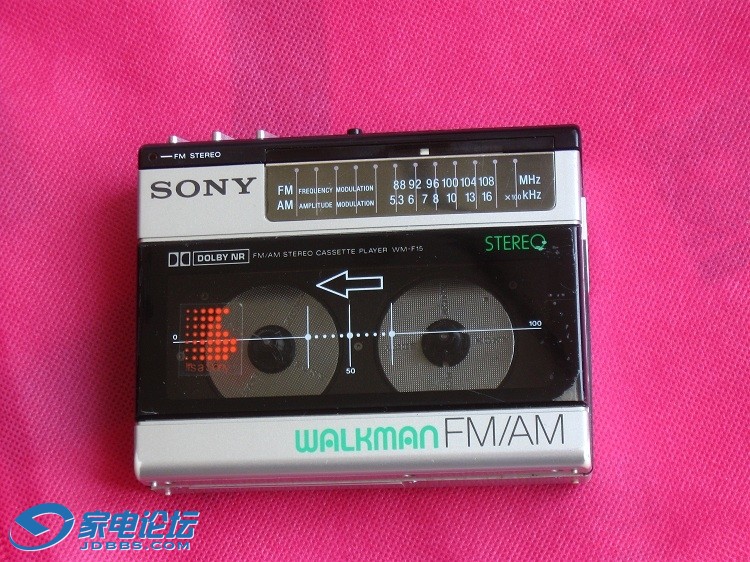 FM STEREO
SONY
FM FREQUENCY MODULATION 88 92 96 100 104 108 MHz
AM AMPLITUDE MODULATION 5.3 6 7 8 10 13 16 ×100 kHz
DOLBY NR FM/AM STEREO CASSETTE PLAYER WM-F15
STEREO
0
100
50
WALKMAN FM/AM
家电论坛
JDBBS.COM